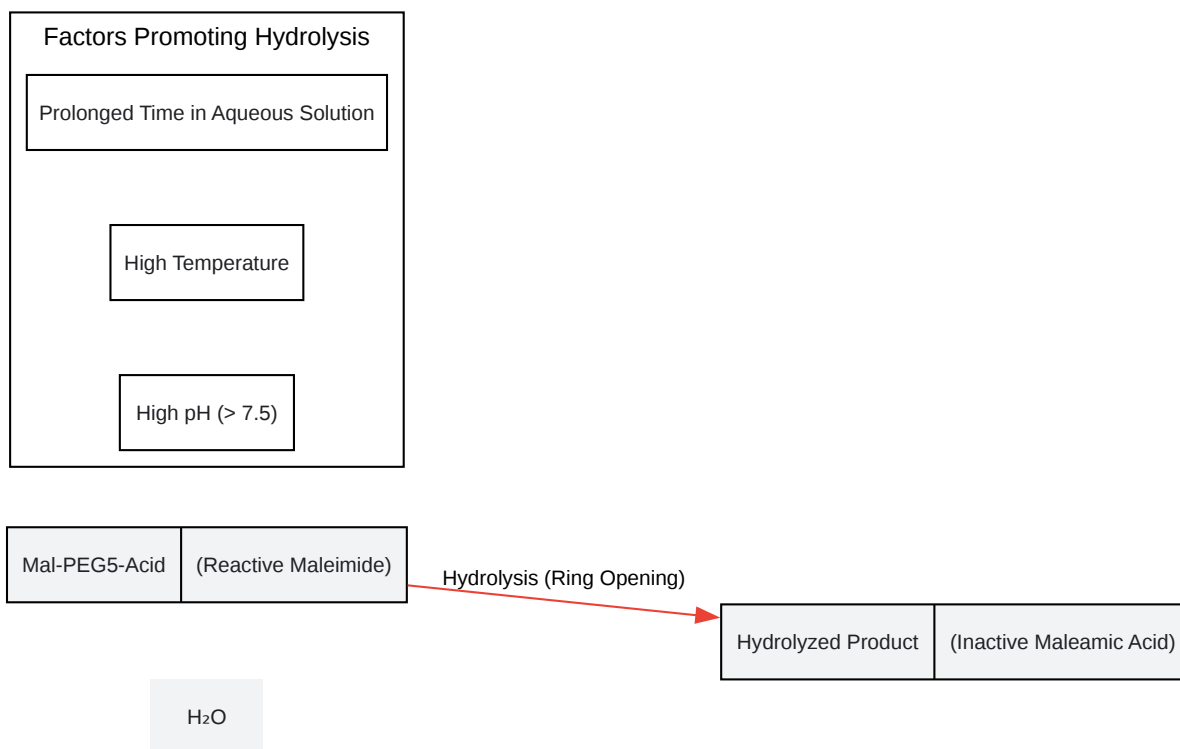 Factors Promoting Hydrolysis
Prolonged Time in Aqueous Solution
High Temperature
High pH (> 7.5)
Mal-PEG5-Acid
(Reactive Maleimide)
Hydrolysis (Ring Opening)
Hydrolyzed Product
(Inactive Maleamic Acid)
H₂O